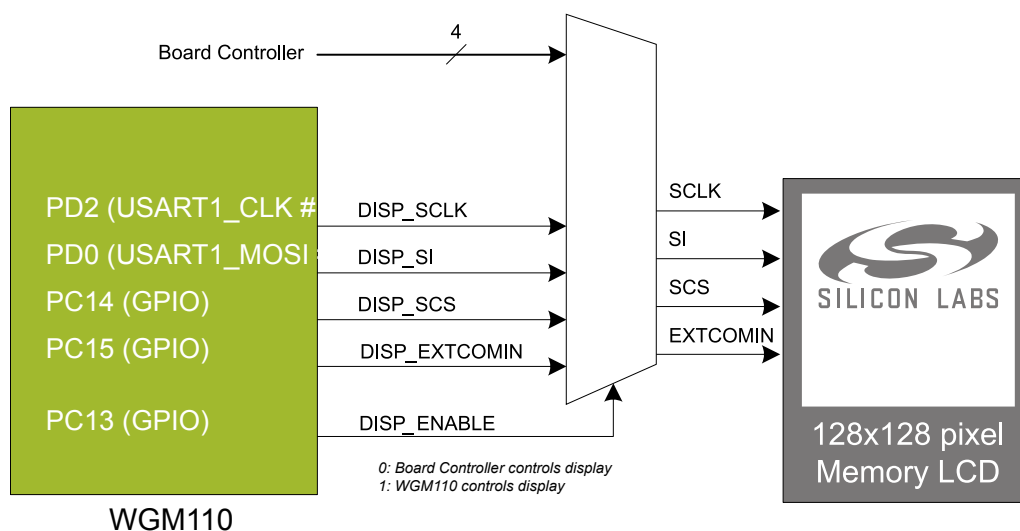 4
Board Controller
PD2 (USART1_CLK #
DISP_SCLK
SCLK
PD0 (USART1_MOSI
DISP_SI
SI
PC14 (GPIO)
DISP_SCS
SCS
PC15 (GPIO)
DISP_EXTCOMIN
EXTCOMIN
PC13 (GPIO)
DISP_ENABLE
0: Board Controller controls display
1: WGM110 controls display
WGM110
SILICON LABS
128x128 pixel
Memory LCD